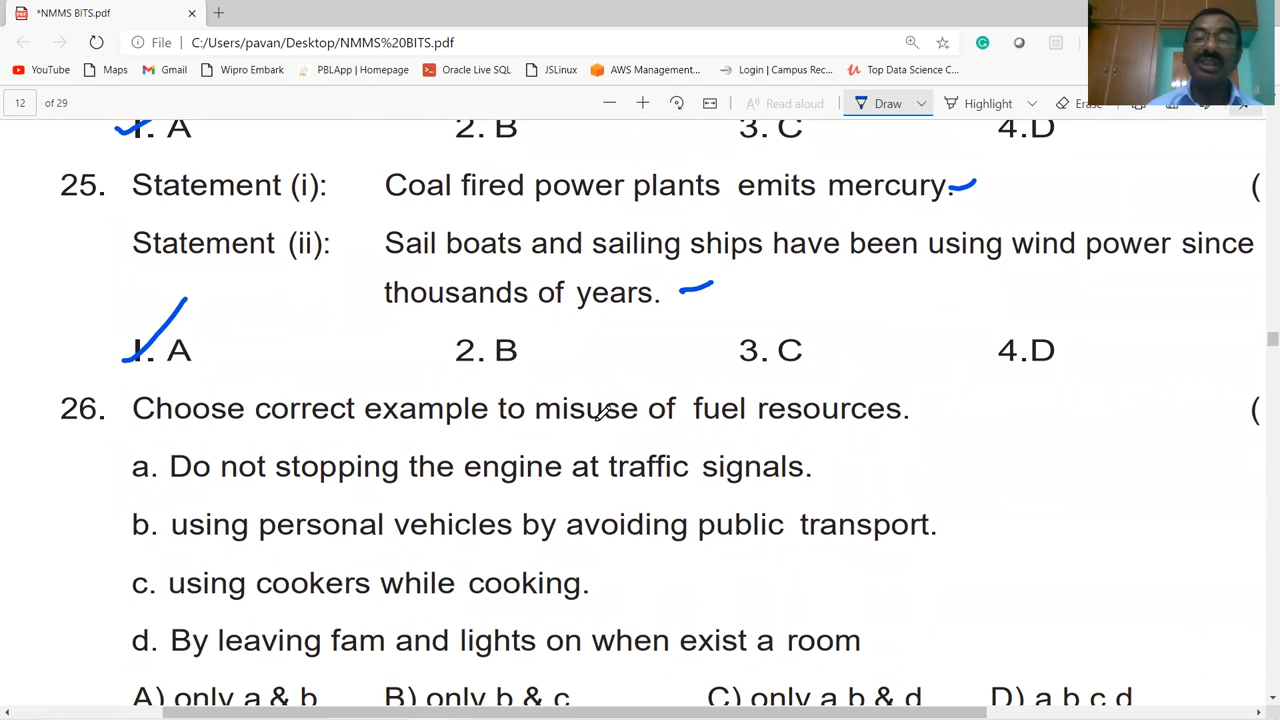 *NMMS BITS.pdf
File C:/Users/pavan/Desktop/NMMS%20BITS.pdf
YouTube Maps Gmail Wipro Embark PBLApp | Homepage Oracle Live SQL JSLinux AWS Management... Login | Campus Rec... Top Data Science C...
12 of 29 Read aloud Draw Highlight Erase
1. A 2. B 3. C 4.D
25. Statement (i): Coal fired power plants emits mercury. (
Statement (ii): Sail boats and sailing ships have been using wind power since
thousands of years.
1. A 2. B 3. C 4.D
26. Choose correct example to misuse of fuel resources. (
a. Do not stopping the engine at traffic signals.
b. using personal vehicles by avoiding public transport.
c. using cookers while cooking.
d. By leaving fam and lights on when exist a room
A) only a & b B) only b & c C) only a b & d D) a b c d